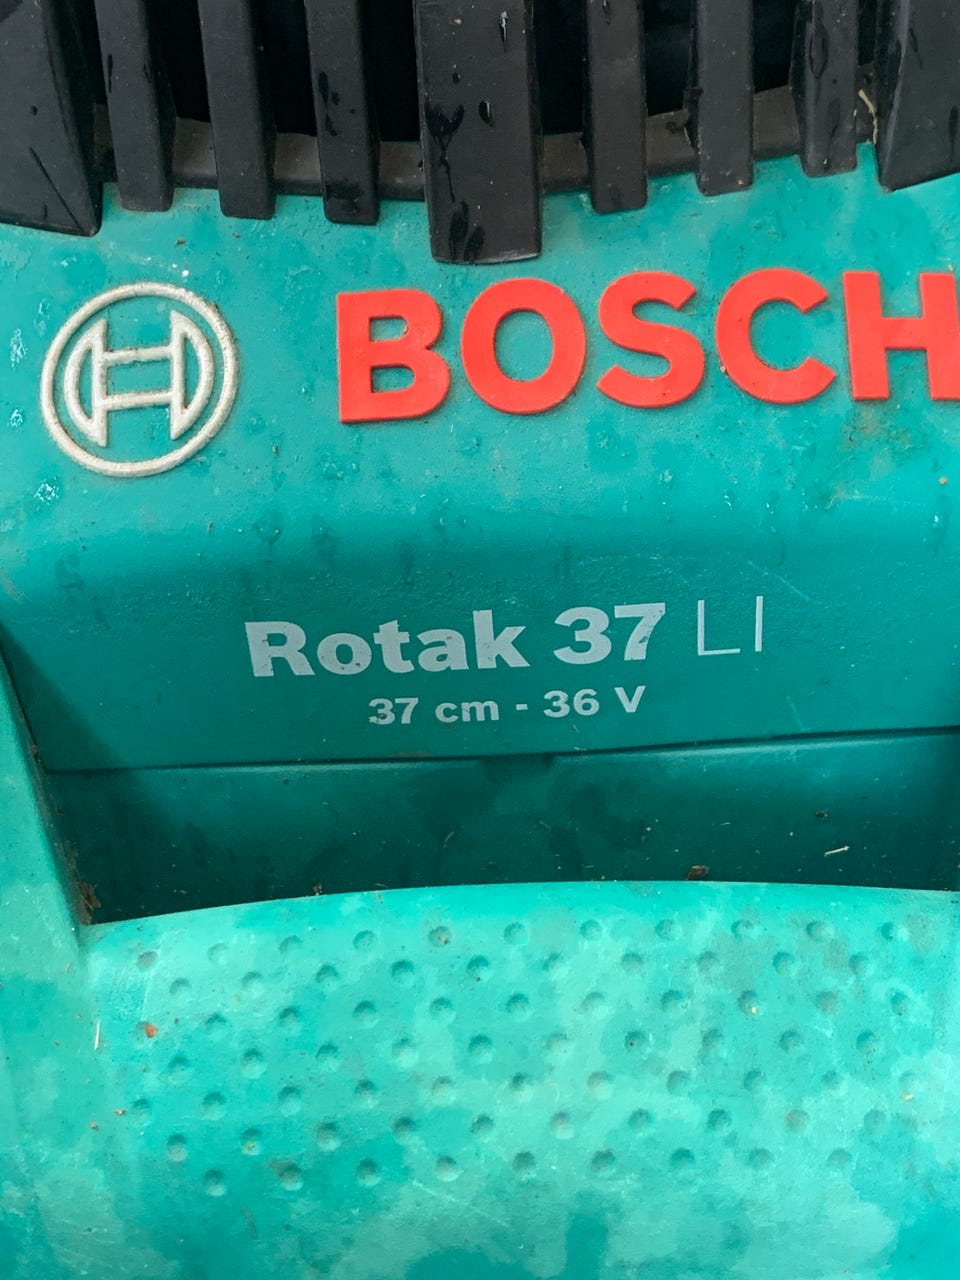 BOSCH
Rotak 37 LI
37 cm - 36 V